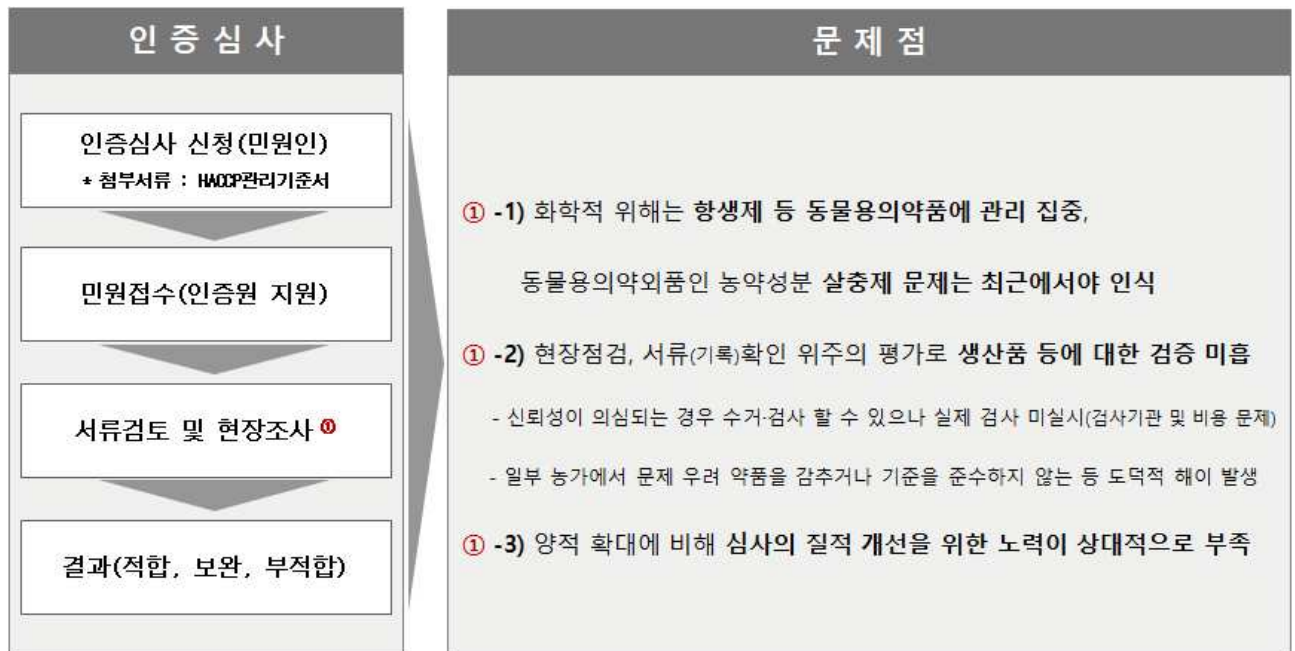 인 증 심 사
인증심사 신청(민원인)
* 첨부서류 : HACCP관리기준서
민원접수(인증원 지원)
서류검토 및 현장조사 ①
결과(적합, 보완, 부적합)
문 제 점
① -1) 화학적 위해는 항생제 등 동물용의약품에 관리 집중,
동물용의약외품인 농약성분 살충제 문제는 최근에서야 인식
① -2) 현장점검, 서류(기록)확인 위주의 평가로 생산품 등에 대한 검증 미흡
- 신뢰성이 의심되는 경우 수거·검사 할 수 있으나 실제 검사 미실시(검사기관 및 비용 문제)
- 일부 농가에서 문제 우려 약품을 감추거나 기준을 준수하지 않는 등 도덕적 해이 발생
① -3) 양적 확대에 비해 심사의 질적 개선을 위한 노력이 상대적으로 부족